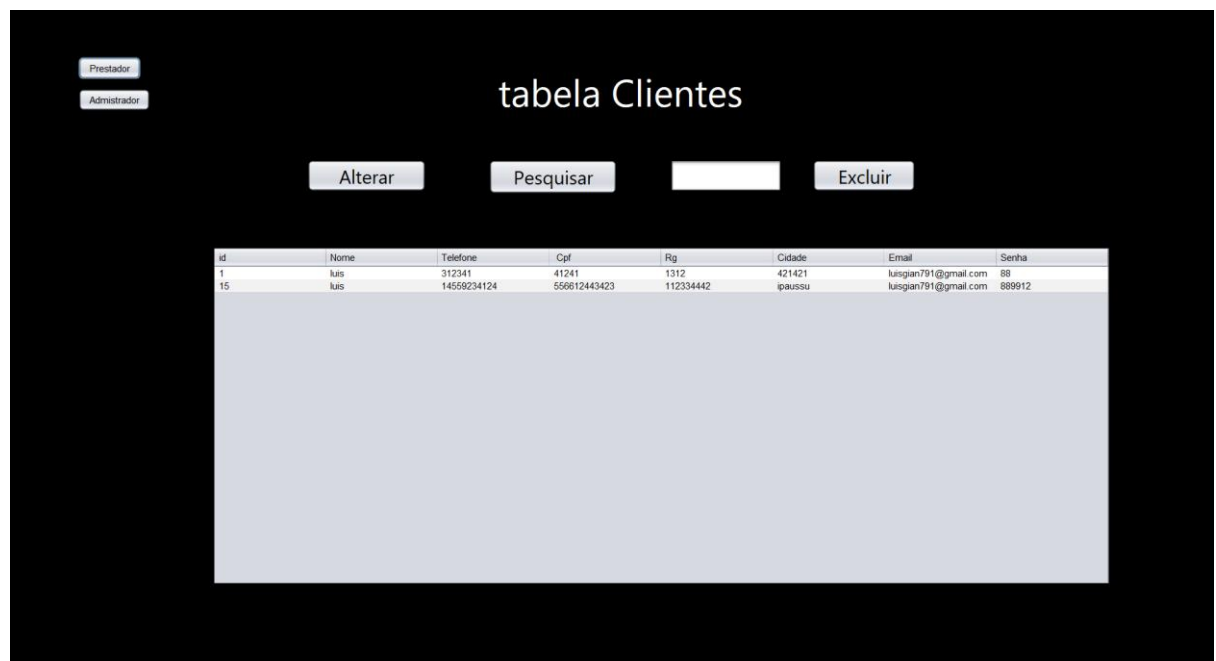 Prestador
Admistrador
tabela Clientes
Alterar Pesquisar Excluir
id Nome Telefone Cpf Rg Cidade Email Senha
1 luis 312341 41241 1312 421421 luisgian791@gmail.com 88
15 luis 14559234124 556612443423 112334442 ipaussu luisgian791@gmail.com 889912